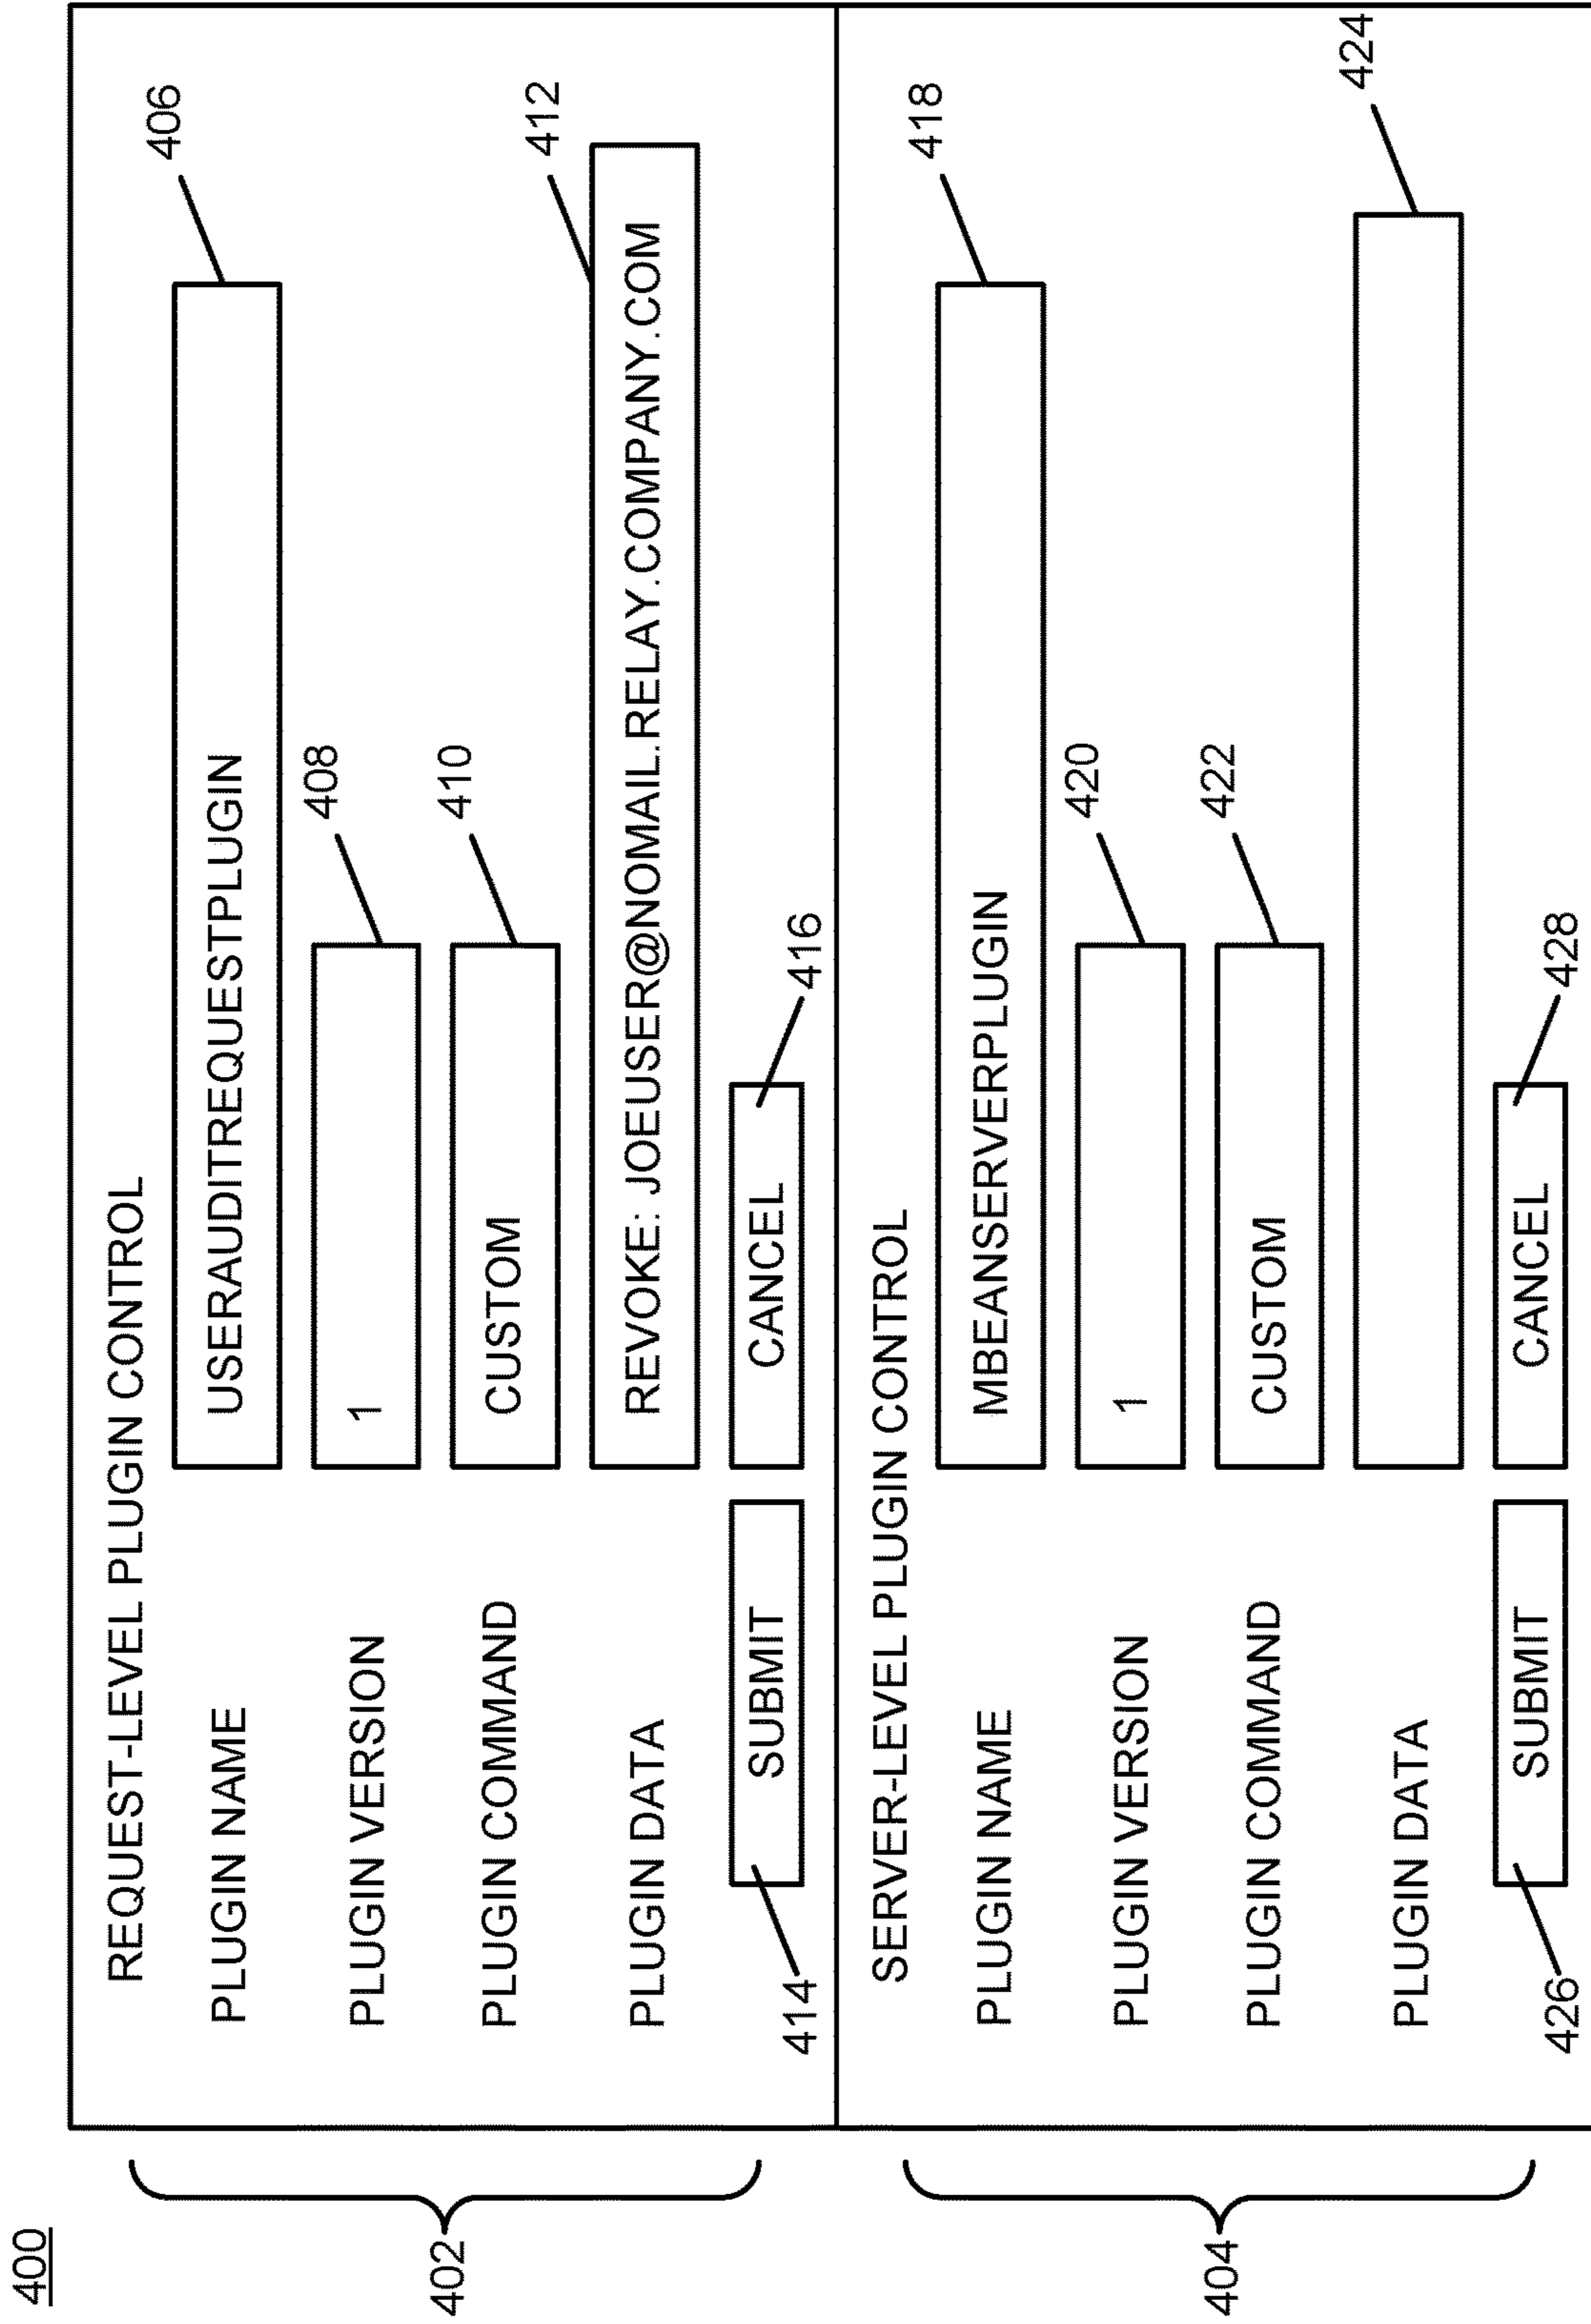 400
REQUEST-LEVEL PLUGIN CONTROL
PLUGIN NAME USERAUDITREQUESTPLUGIN 406
PLUGIN VERSION 1 408
PLUGIN COMMAND CUSTOM 410
PLUGIN DATA REVOKE: JOEUSER@NOMAIL.RELAY.COMPANY.COM 412
SUBMIT CANCEL
414 416
402
SERVER-LEVEL PLUGIN CONTROL
PLUGIN NAME MBEANSERVERPLUGIN 418
PLUGIN VERSION 1 420
PLUGIN COMMAND CUSTOM 422
PLUGIN DATA 424
SUBMIT CANCEL
426 428
404